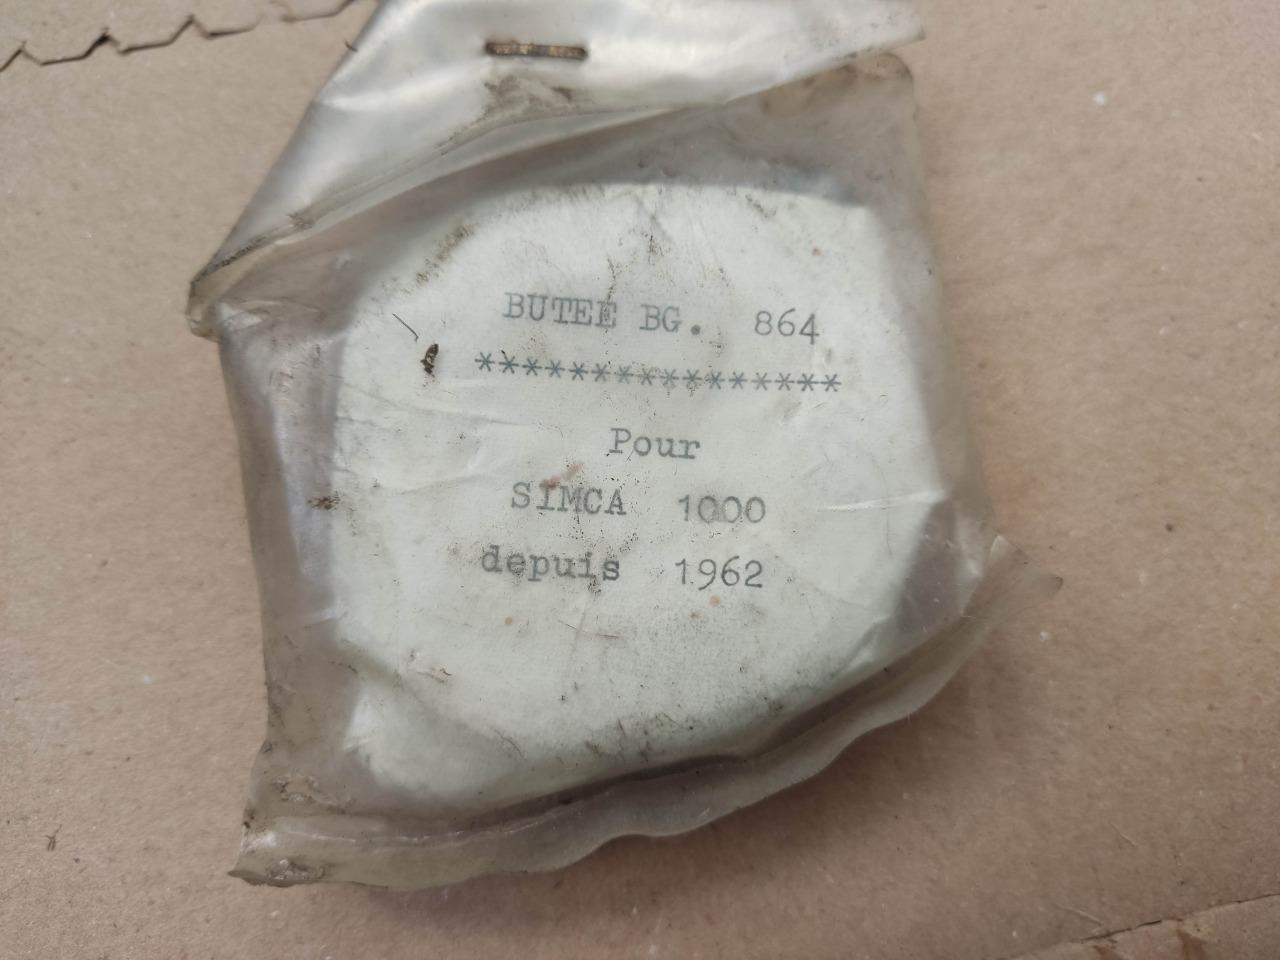 BUTEE BG. 864
****************
Pour
SIMCA 1000
depuis 1962